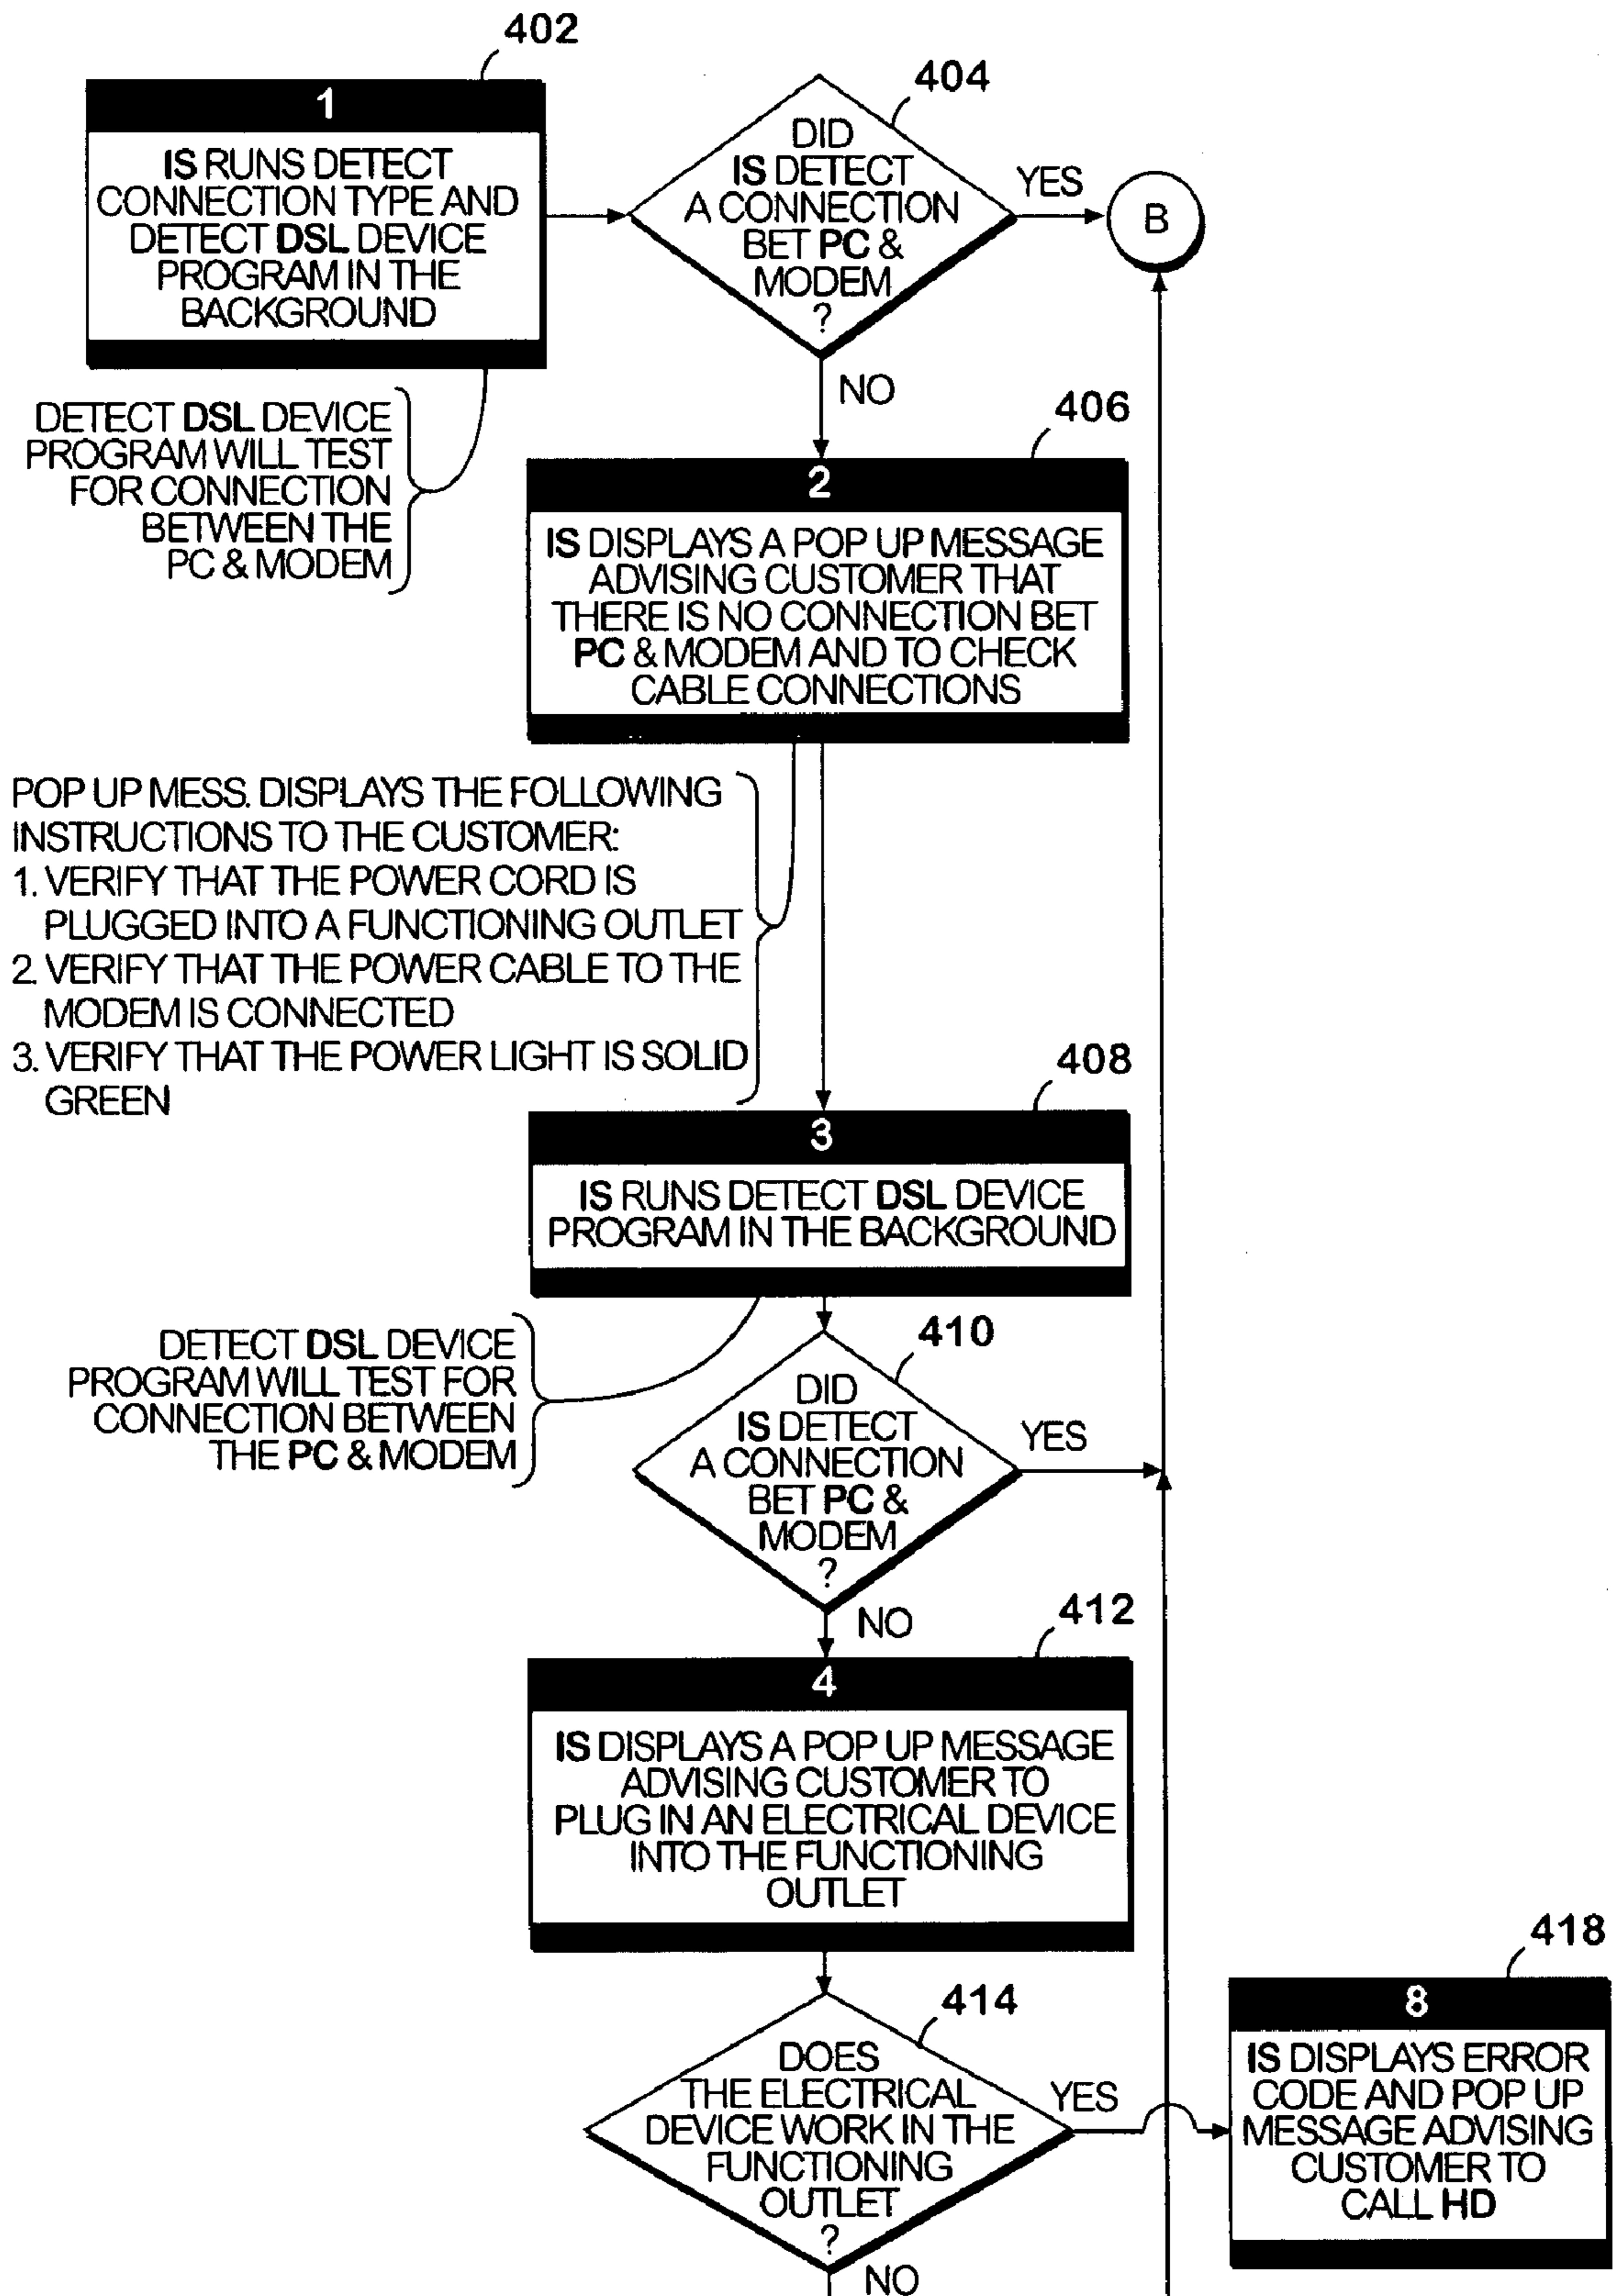 402
1
IS RUNS DETECT
CONNECTION TYPE AND
DETECT DSL DEVICE
PROGRAM IN THE
BACKGROUND
404
DID
IS DETECT
A CONNECTION
BET PC &
MODEM
?
YES
B
NO
DETECT DSL DEVICE
PROGRAM WILL TEST
FOR CONNECTION
BETWEEN THE
PC & MODEM
406
2
IS DISPLAYS A POP UP MESSAGE
ADVISING CUSTOMER THAT
THERE IS NO CONNECTION BET
PC & MODEM AND TO CHECK
CABLE CONNECTIONS
POP UP MESS. DISPLAYS THE FOLLOWING
INSTRUCTIONS TO THE CUSTOMER:
1. VERIFY THAT THE POWER CORD IS
PLUGGED INTO A FUNCTIONING OUTLET
2. VERIFY THAT THE POWER CABLE TO THE
MODEM IS CONNECTED
3. VERIFY THAT THE POWER LIGHT IS SOLID
GREEN
408
3
IS RUNS DETECT DSL DEVICE
PROGRAM IN THE BACKGROUND
DETECT DSL DEVICE
PROGRAM WILL TEST FOR
CONNECTION BETWEEN
THE PC & MODEM
410
DID
IS DETECT
A CONNECTION
BET PC &
MODEM
?
YES
NO
412
4
IS DISPLAYS A POP UP MESSAGE
ADVISING CUSTOMER TO
PLUG IN AN ELECTRICAL DEVICE
INTO THE FUNCTIONING
OUTLET
414
DOES
THE ELECTRICAL
DEVICE WORK IN THE
FUNCTIONING
OUTLET
?
YES
NO
418
8
IS DISPLAYS ERROR
CODE AND POP UP
MESSAGE ADVISING
CUSTOMER TO
CALL HD